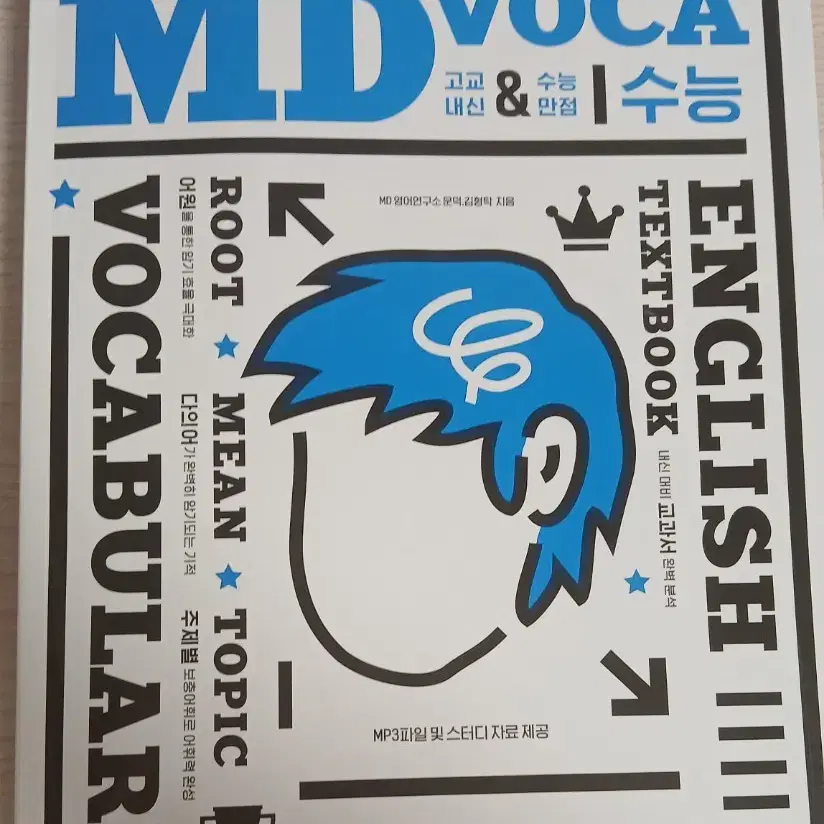 MD VOCA
고교
내신
&
수능
만점
수능
MD 영어연구소 문덕,김형탁 지음
ENGLISH
TEXTBOOK
내신 대비 교과서 완벽 분석
ROOT ★ MEAN ★ TOPIC
어원을 통한 암기 효율 극대화
다의어가 완벽히 암기되는 기적
주제별 보충어휘로 어휘력 완성
VOCABULAR
MP3파일 및 스터디 자료 제공